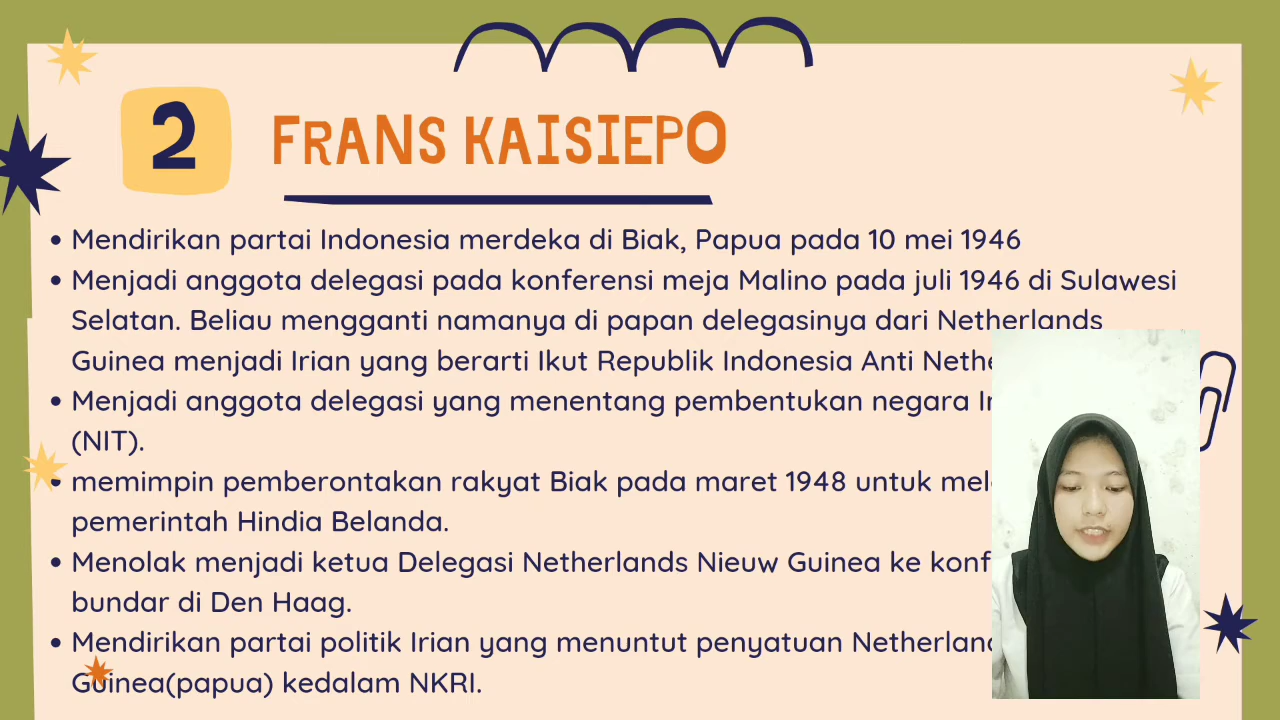 2
FRANS KAISIEPO
Mendirikan partai Indonesia merdeka di Biak, Papua pada 10 mei 1946
Menjadi anggota delegasi pada konferensi meja Malino pada juli 1946 di Sulawesi
Selatan. Beliau mengganti namanya di papan delegasinya dari Netherlands
Guinea menjadi Irian yang berarti Ikut Republik Indonesia Anti
Menjadi anggota delegasi yang menentang pembentukan negara
(NIT).
memimpin pemberontakan rakyat Biak pada maret 1948 untuk
pemerintah Hindia Belanda.
Menolak menjadi ketua Delegasi Netherlands Nieuw Guinea ke
bundar di Den Haag.
Mendirikan partai politik Irian yang menuntut penyatuan
Guinea(papua) kedalam NKRI.